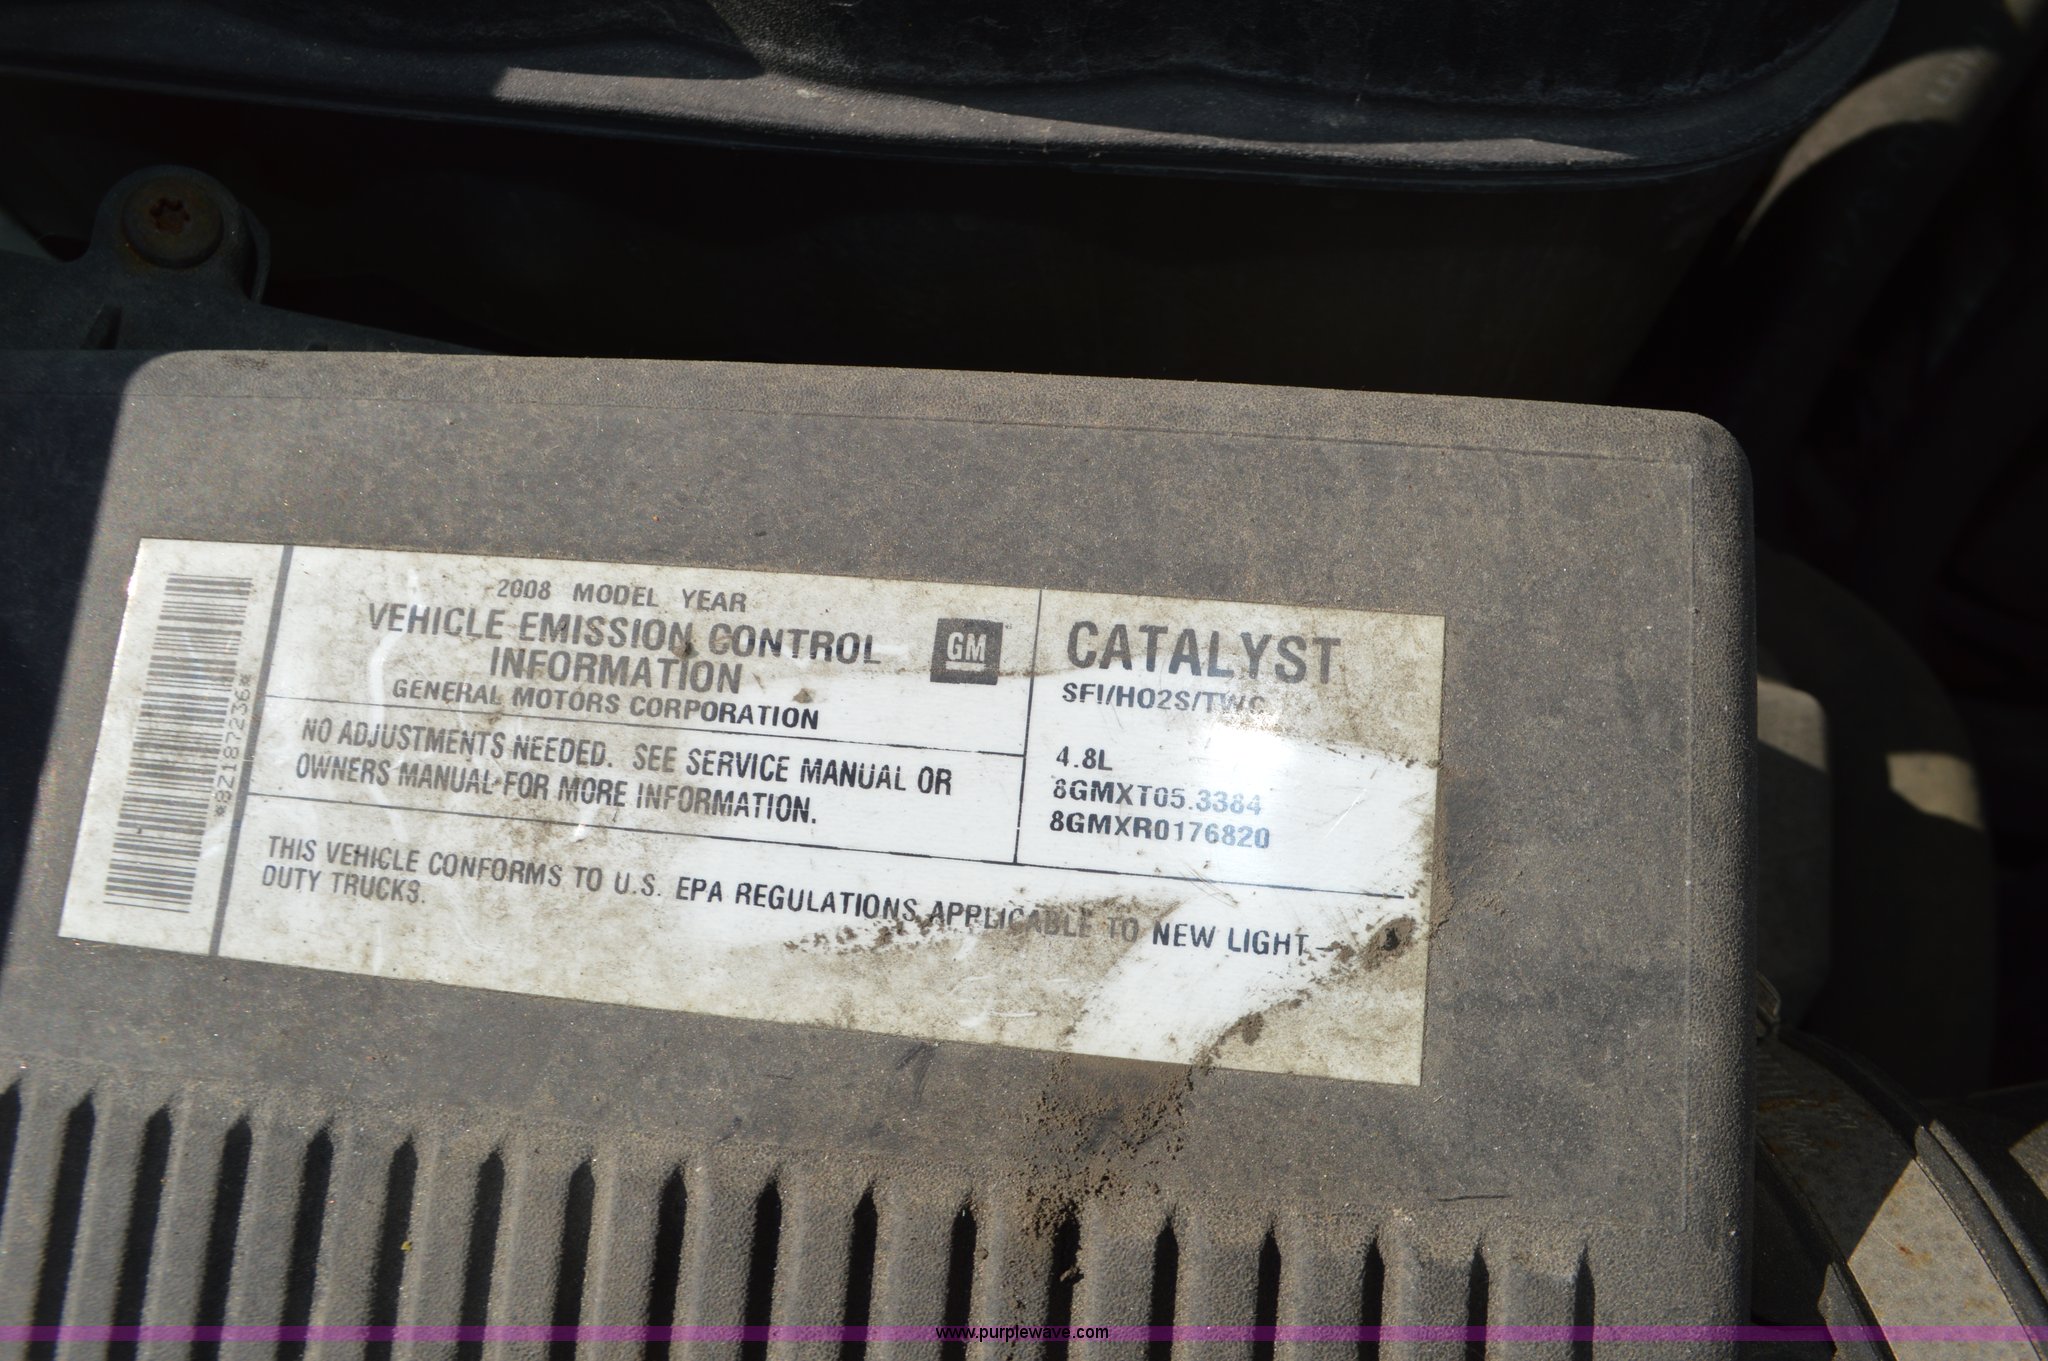 2008 MODEL YEAR
VEHICLE EMISSION CONTROL
INFORMATION
GENERAL MOTORS CORPORATION
GM
NO ADJUSTMENTS NEEDED. SEE SERVICE MANUAL OR
OWNERS MANUAL FOR MORE INFORMATION.
CATALYST
SFI/HO2S/TWC
4.8L
8GMXT05.3384
8GMXR0176820
THIS VEHICLE CONFORMS TO U.S. EPA REGULATIONS APPLICABLE TO NEW LIGHT-
DUTY TRUCKS.
*82187236*
www.purplewave.com